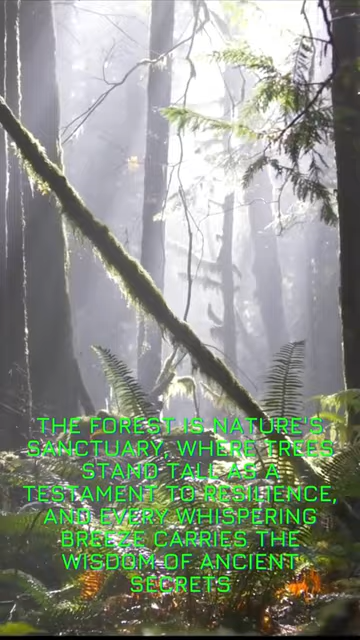 THE FOREST IS NATURE'S
SANCTUARY, WHERE TREES
STAND TALL AS A
TESTAMENT TO RESILIENCE,
AND EVERY WHISPERING
BREEZE CARRIES THE
WISDOM OF ANCIENT
SECRETS